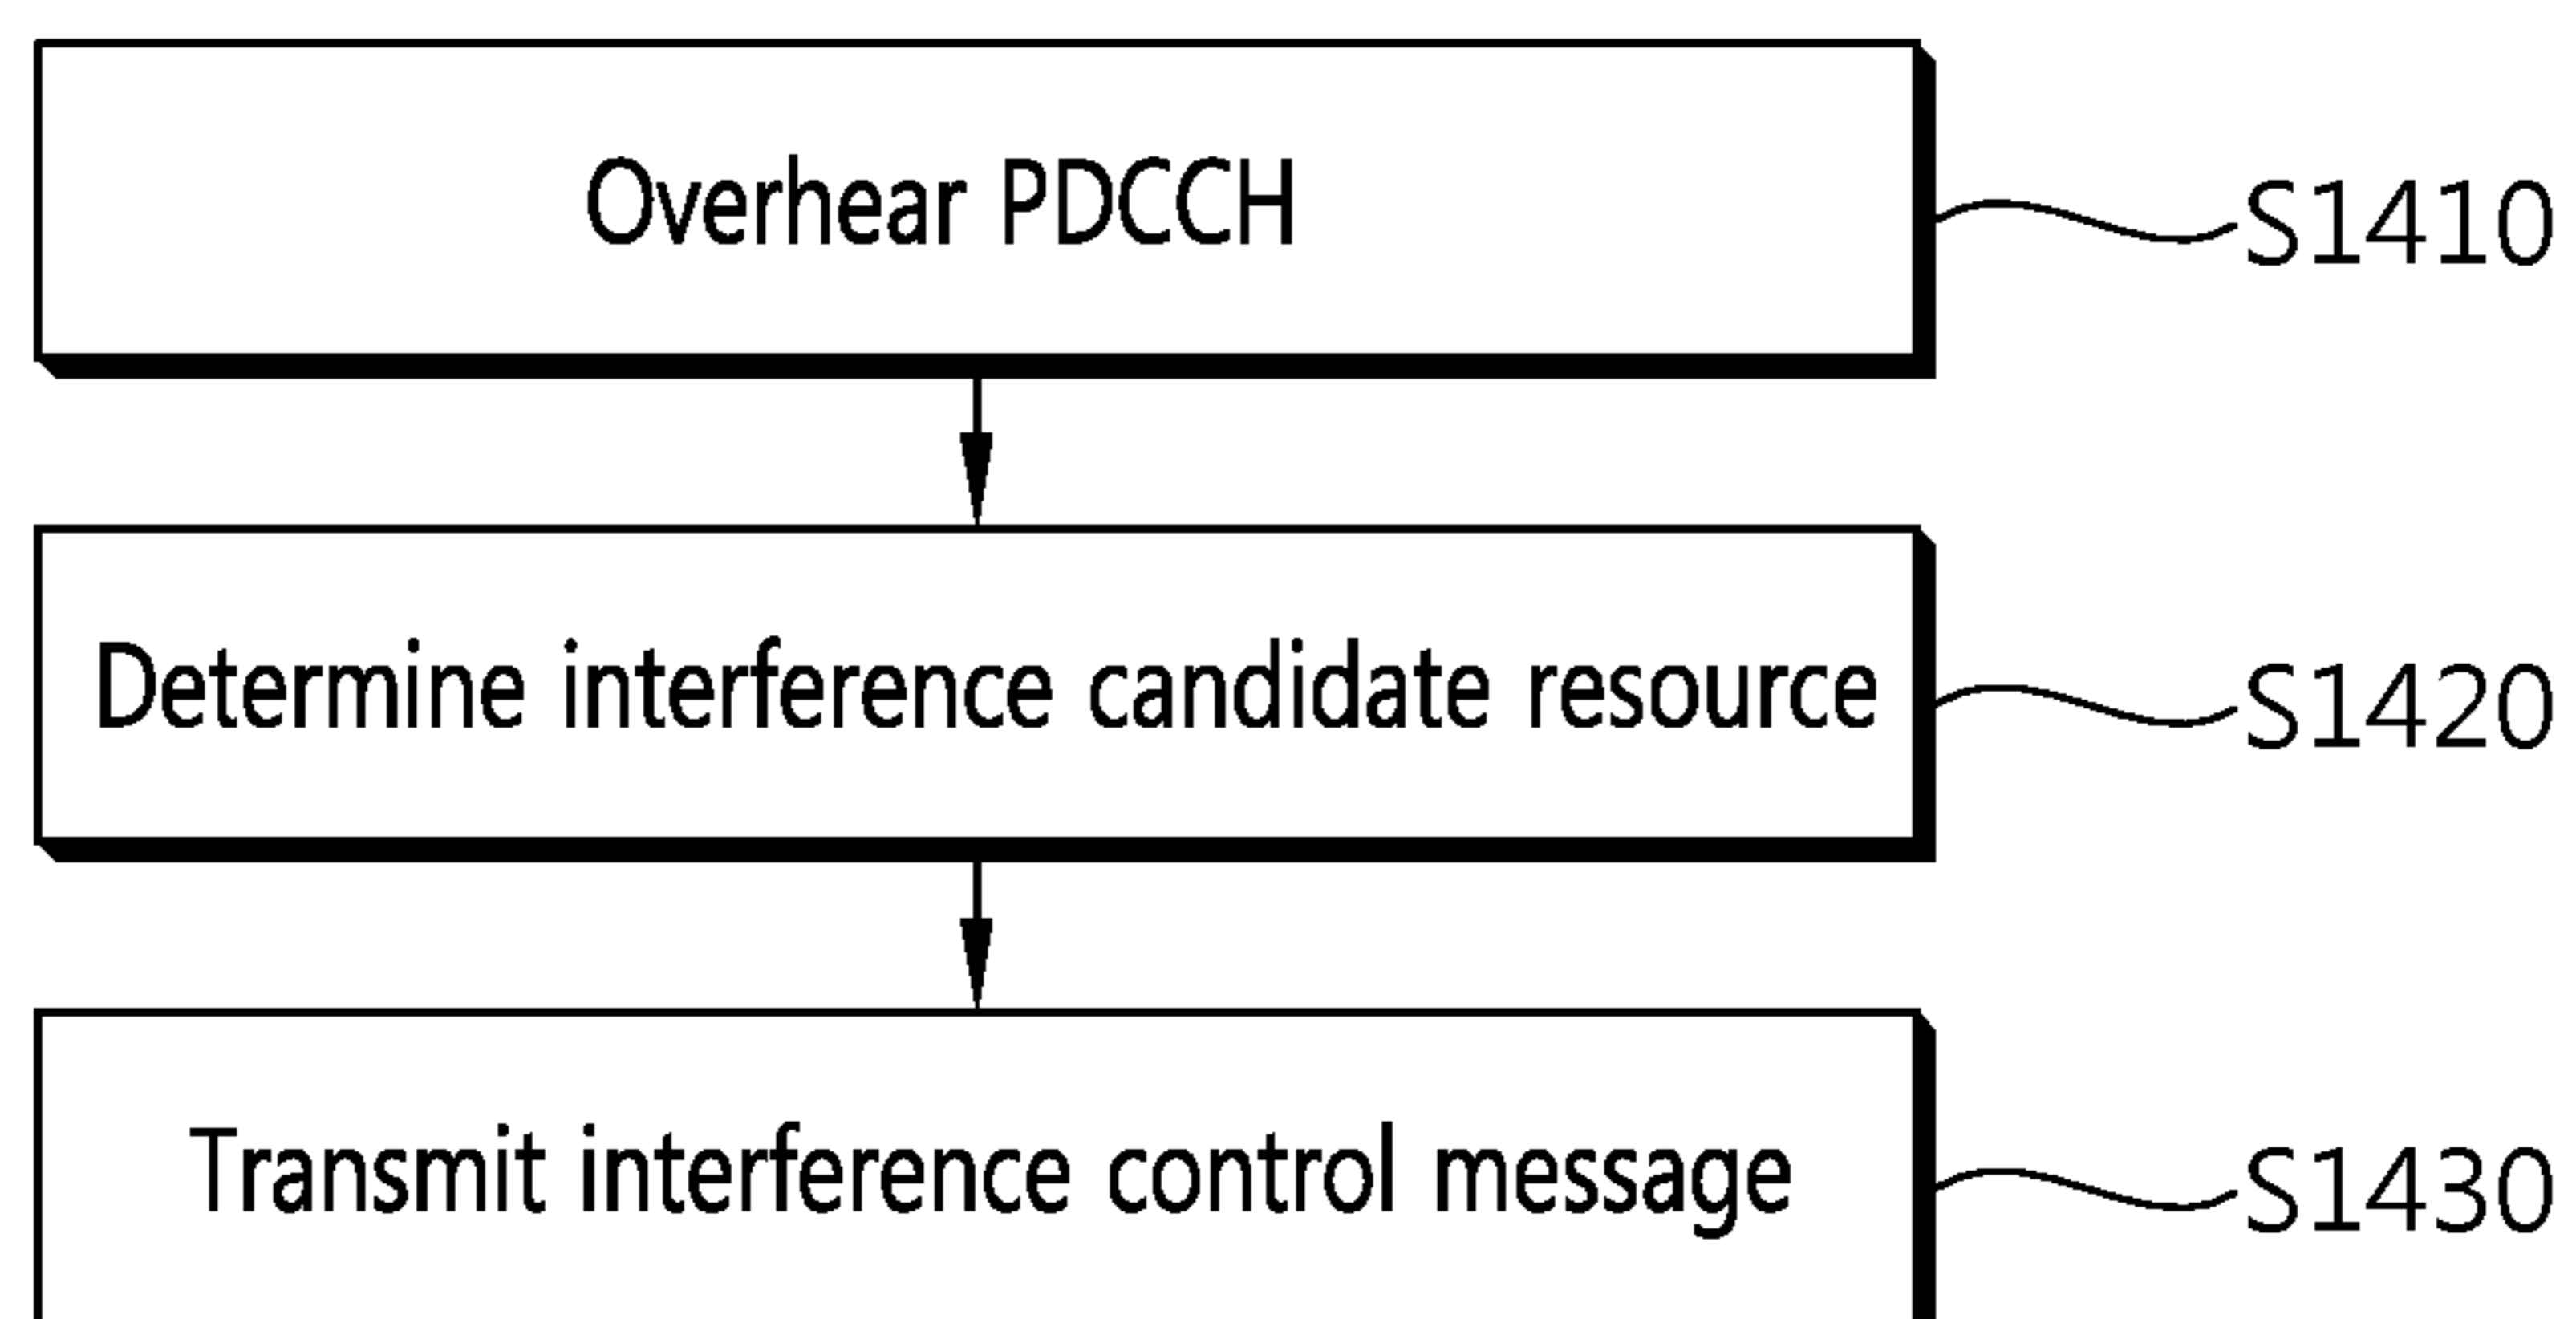 Overhear PDCCH
S1410
Determine interference candidate resource
S1420
Transmit interference control message
S1430